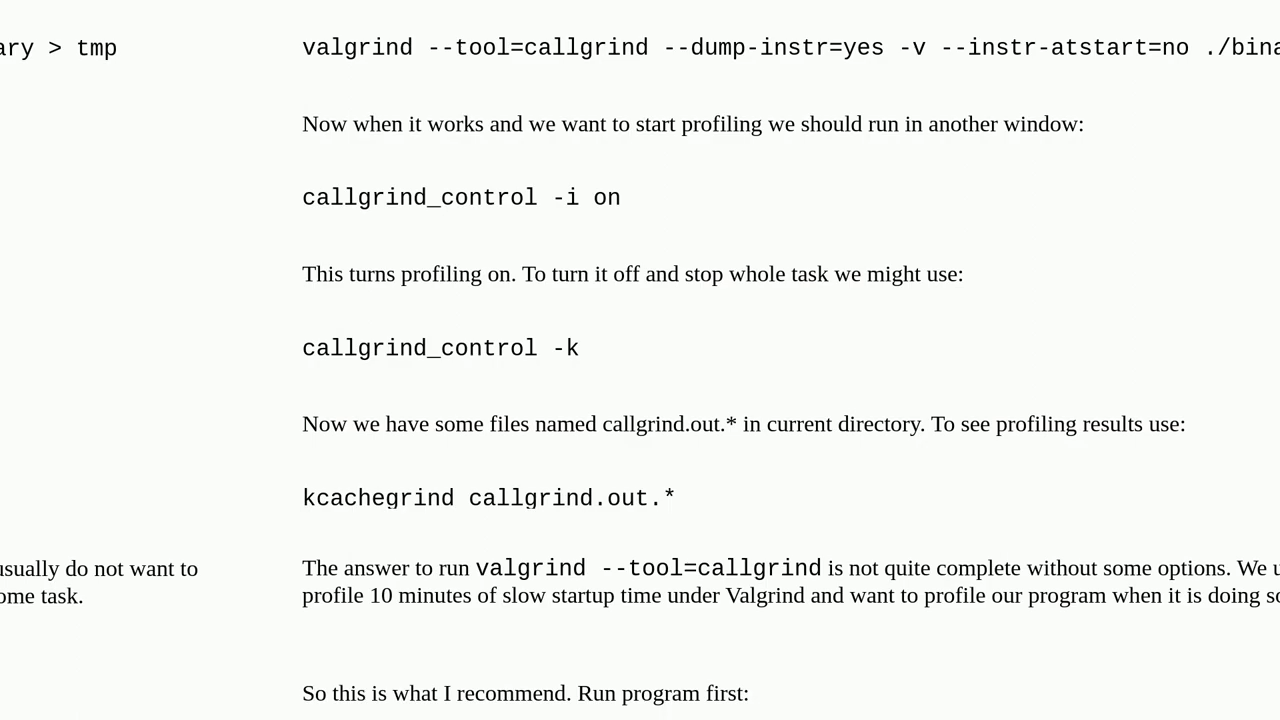 ary > tmp
valgrind --tool=callgrind --dump-instr=yes -v --instr-atstart=no ./bina
Now when it works and we want to start profiling we should run in another window:
callgrind_control -i on
This turns profiling on. To turn it off and stop whole task we might use:
callgrind_control -k
Now we have some files named callgrind.out.* in current directory. To see profiling results use:
kcachegrind callgrind.out.*
usually do not want to
ome task.
The answer to run valgrind --tool=callgrind is not quite complete without some options. We u
profile 10 minutes of slow startup time under Valgrind and want to profile our program when it is doing so
So this is what I recommend. Run program first: